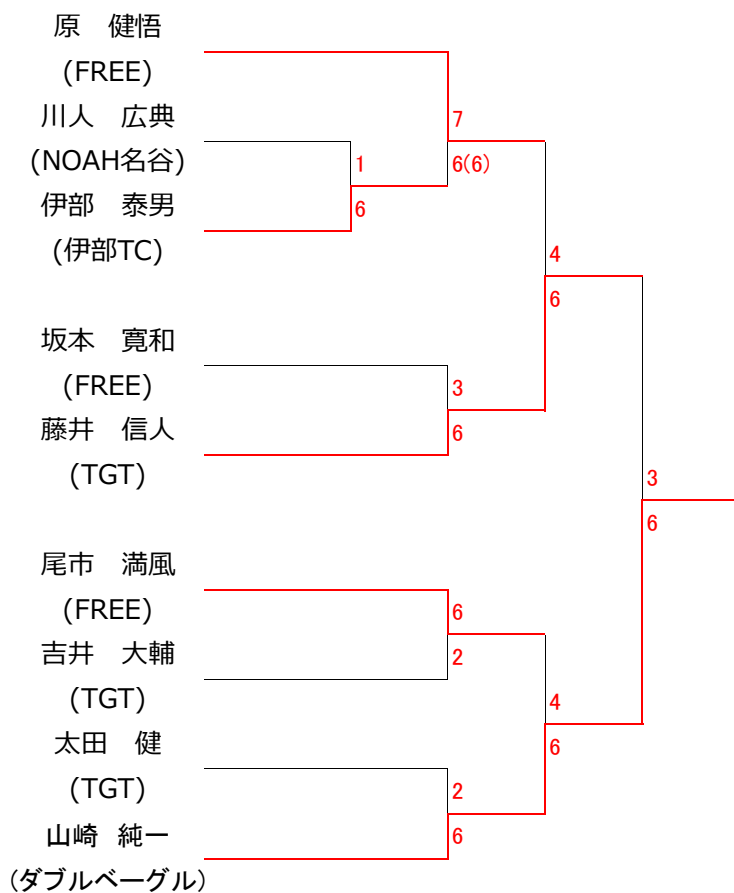 原　健悟
(FREE)
7
川人　広典
(NOAH名谷)
1
6(6)
伊部　泰男
6
(伊部TC)
4
6
坂本　寛和
(FREE)
3
藤井　信人
6
(TGT)
3
6
尾市　満風
(FREE)
6
吉井　大輔
2
(TGT)
4
太田　健
6
(TGT)
2
山崎　純一
6
(ダブルベーグル)